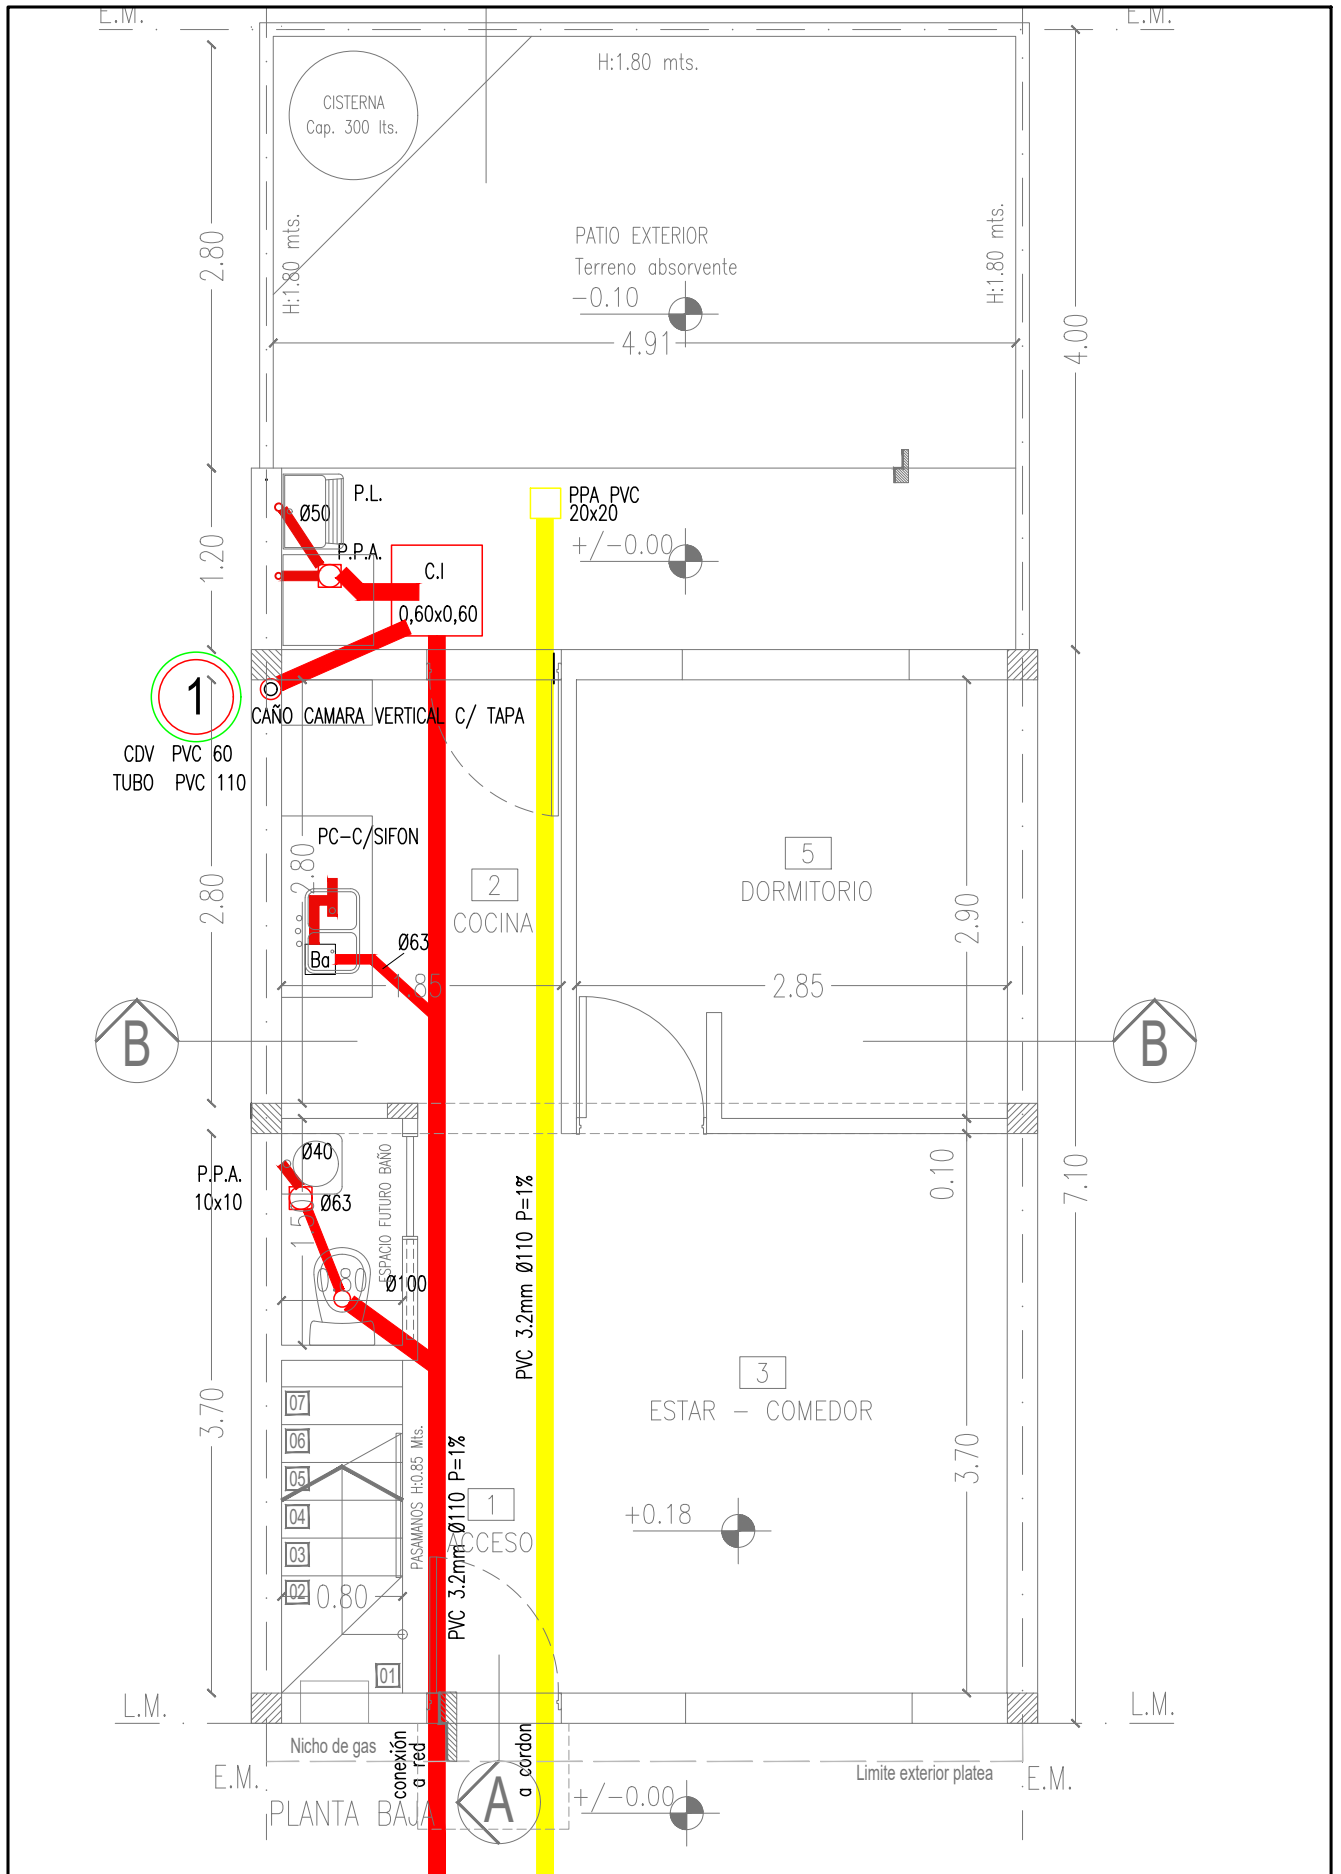 E.M.
E.M.
H:1.80 mts.
CISTERNA
Cap. 300 lts.
H:1.80 mts.
H:1.80 mts.
2.80
PATIO EXTERIOR
Terreno absorvente
-0.10
4.91
4.00
P.L.
Ø50
PPA PVC
20x20
1.20
P.P.A.
+/-0.00
C.I
0,60x0,60
1
CAÑO CAMARA VERTICAL C/ TAPA
CDV PVC 60
TUBO PVC 110
PC-C/SIFON
2.80
2.80
2
COCINA
5
DORMITORIO
2.90
Ø63
Ba
1.85
2.85
B
B
Ø40
P.P.A.
10x10
Ø63
ESPACIO FUTURO BAÑO
0.10
7.10
PVC 3.2mm Ø110 P=1%
0.80
Ø100
3
ESTAR - COMEDOR
3.70
07
06
05
04
03
02
01
PASAMANOS H:0.85 Mts.
PVC 3.2mm Ø110 P=1%
1
ACCESO
3.70
+0.18
0.80
L.M.
L.M.
Nicho de gas
conexión
a red
a cordon
Limite exterior platea
E.M.
E.M.
PLANTA BAJA
A
+/-0.00